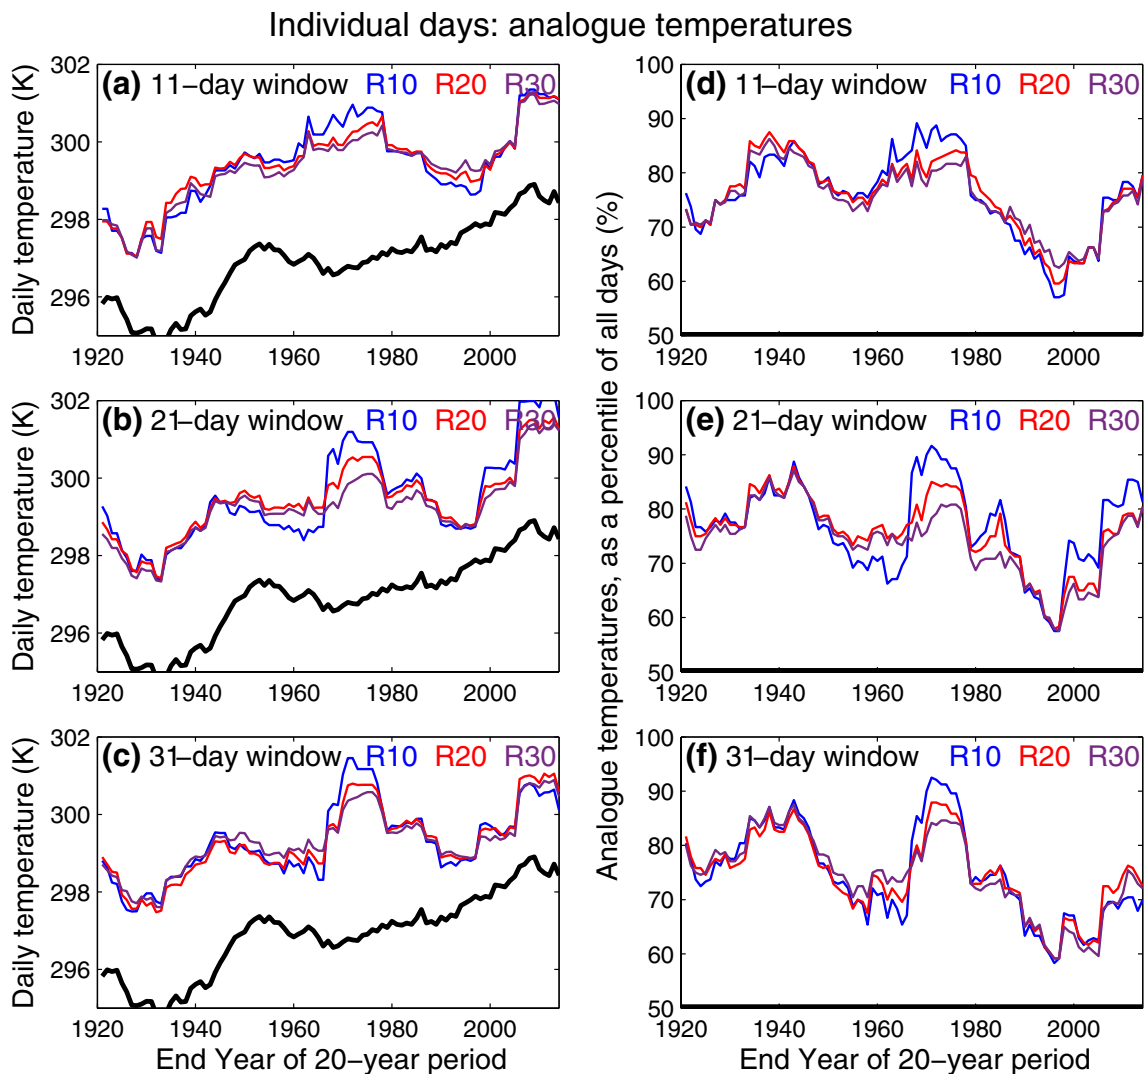 Individual days: analogue temperatures
(a) 11−day window R10 R20 R30
Daily temperature (K)
302
300
298
296
1920 1940 1960 1980 2000
(b) 21−day window R10 R20 R30
Daily temperature (K)
302
300
298
296
1920 1940 1960 1980 2000
(c) 31−day window R10 R20 R30
Daily temperature (K)
302
300
298
296
1920 1940 1960 1980 2000
End Year of 20−year period
Analogue temperatures, as a percentile of all days (%)
(d) 11−day window R10 R20 R30
100
90
80
70
60
50
1920 1940 1960 1980 2000
(e) 21−day window R10 R20 R30
100
90
80
70
60
50
1920 1940 1960 1980 2000
(f) 31−day window R10 R20 R30
100
90
80
70
60
50
1920 1940 1960 1980 2000
End Year of 20−year period